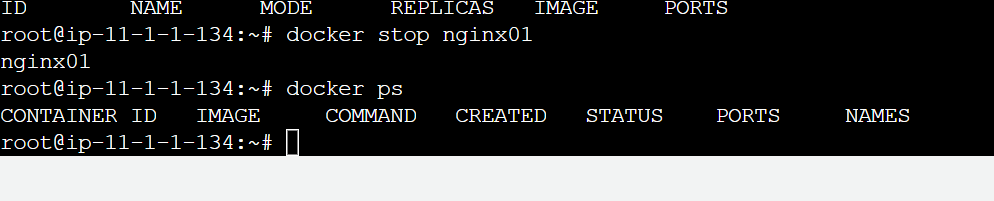 ID NAME MODE REPLICAS IMAGE PORTS
root@ip-11-1-1-134:~# docker stop nginx01
nginx01
root@ip-11-1-1-134:~# docker ps
CONTAINER ID IMAGE COMMAND CREATED STATUS PORTS NAMES
root@ip-11-1-1-134:~#